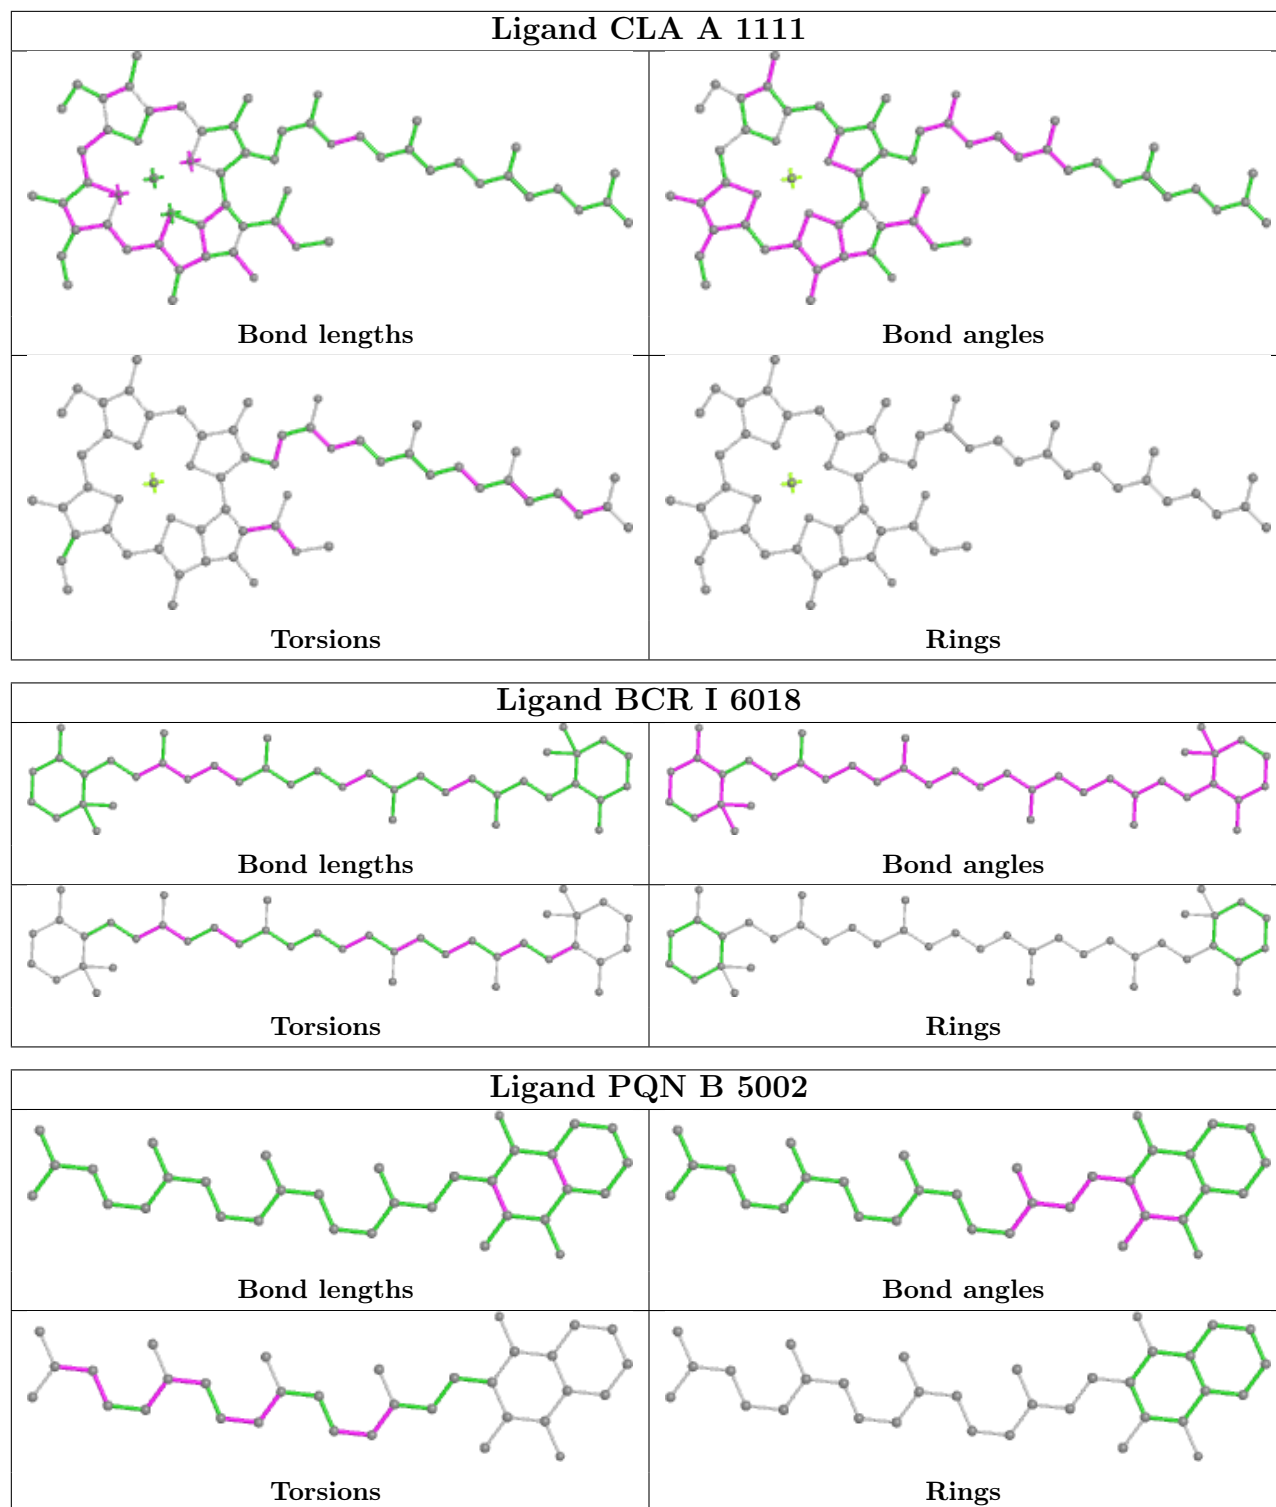 Ligand CLA A 1111
Bond lengths
Bond angles
Torsions
Rings
Ligand BCR I 6018
Bond lengths
Bond angles
Torsions
Rings
Ligand PQN B 5002
Bond lengths
Bond angles
Torsions
Rings